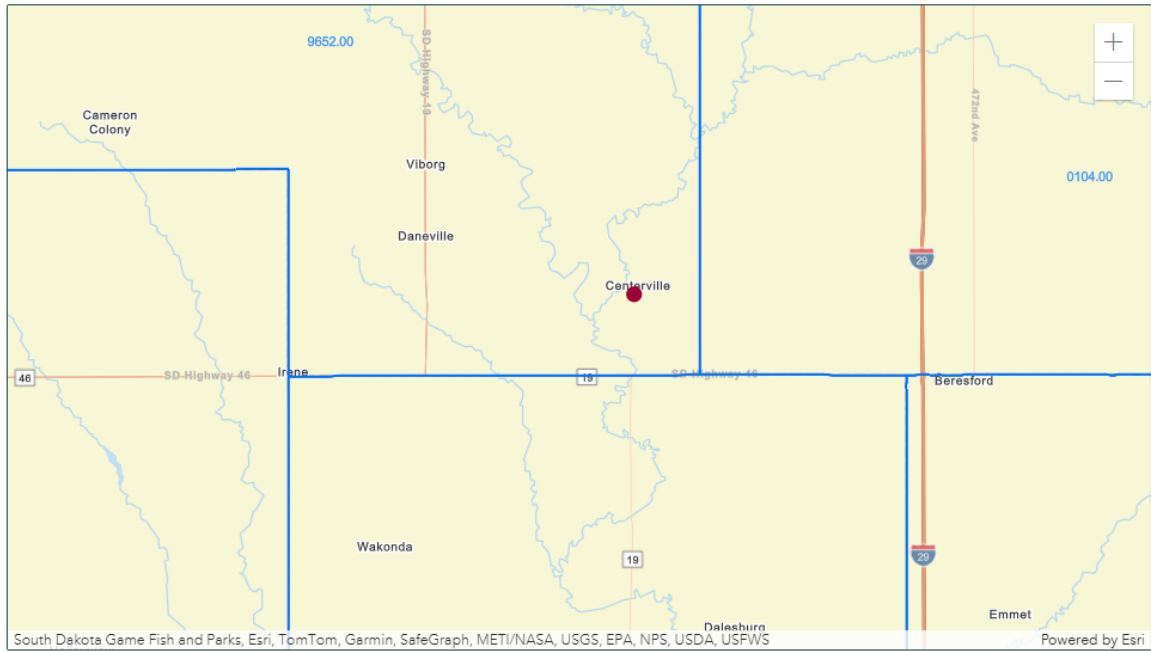 9652.00
SD Highway 19
472nd Ave
Cameron
Colony
Viborg
0104.00
Daneville
29
Centerville
46
SD Highway 46
Irene
19
SD Highway 46
Beresford
Wakonda
19
29
Emmet
Dalesburg
South Dakota Game Fish and Parks, Esri, TomTom, Garmin, SafeGraph, METI/NASA, USGS, EPA, NPS, USDA, USFWS
Powered by Esri